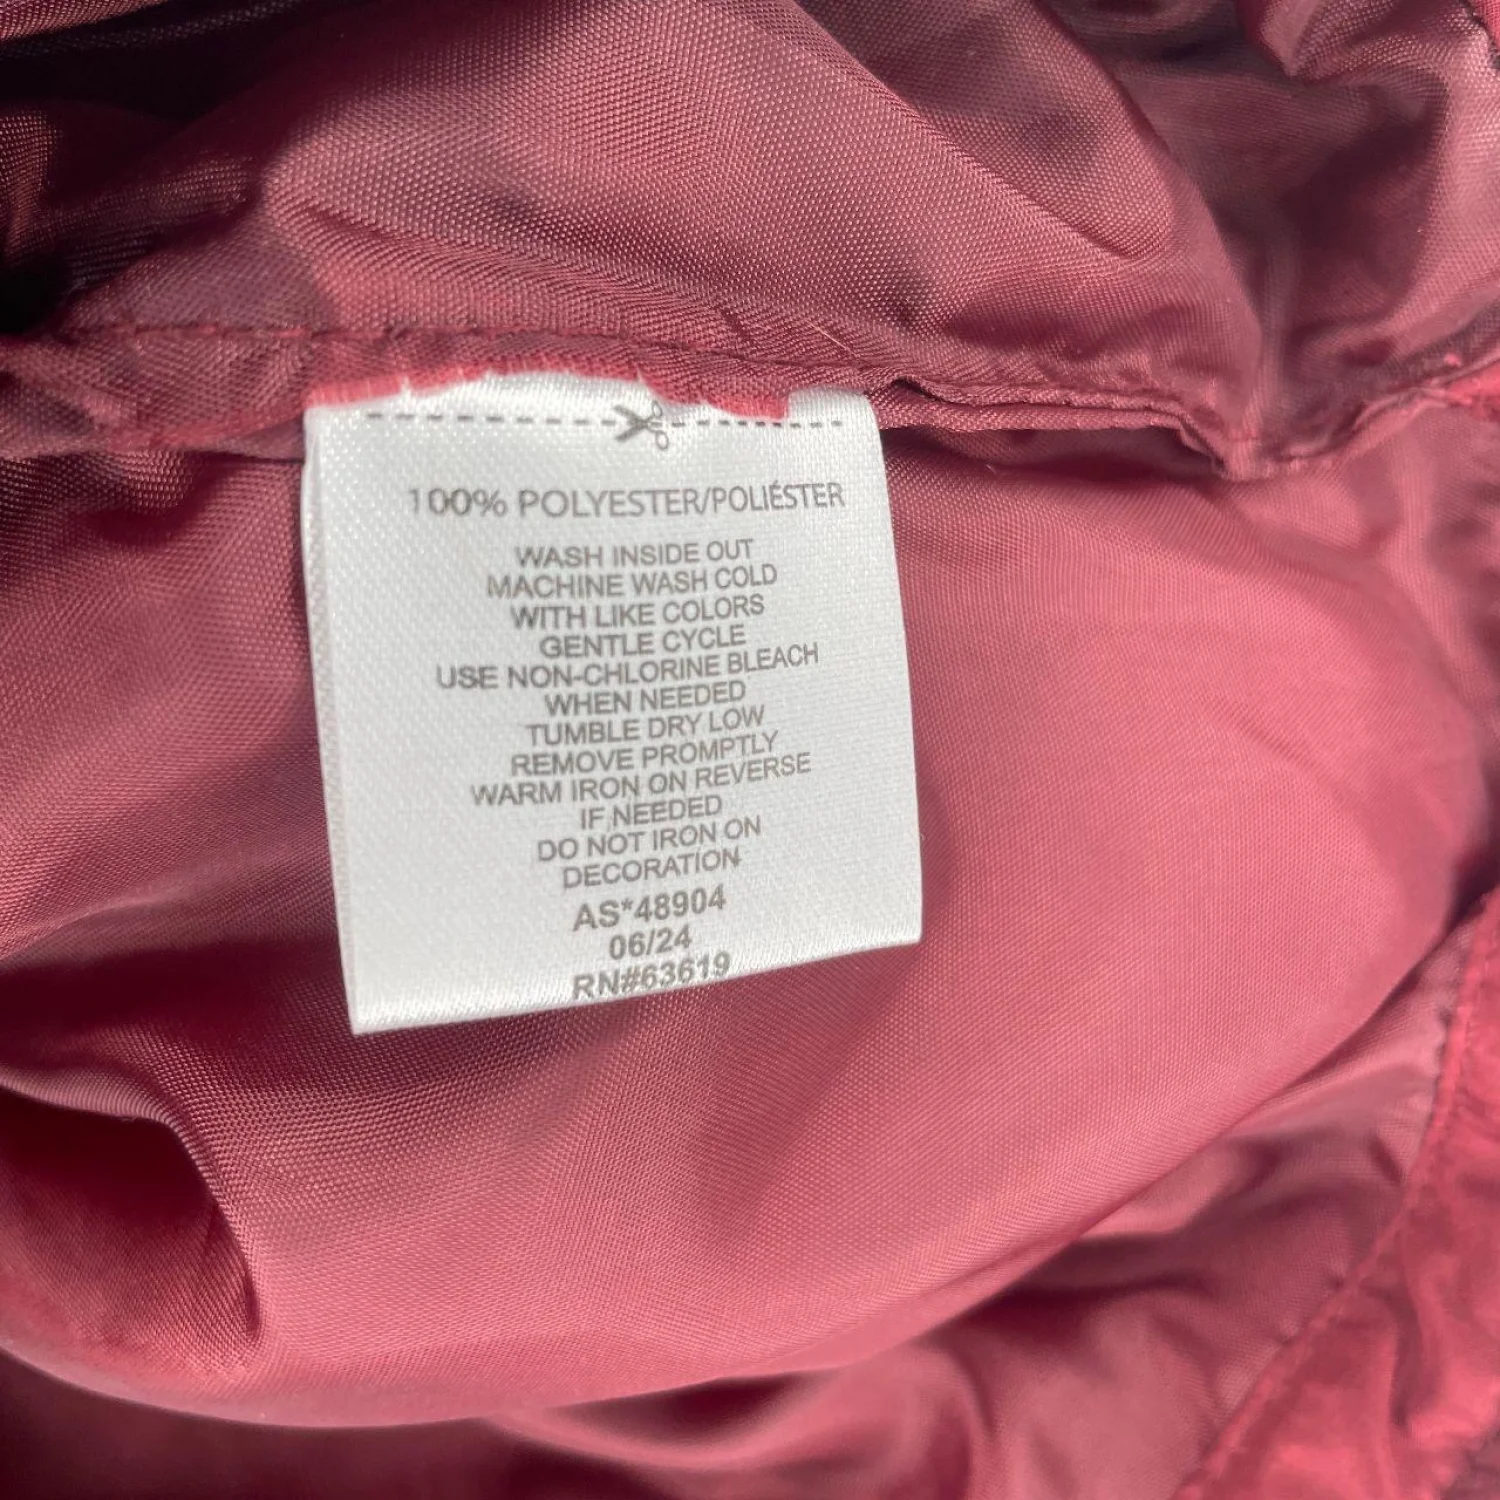 100% POLYESTER/POLIÉSTER
WASH INSIDE OUT
MACHINE WASH COLD
WITH LIKE COLORS
GENTLE CYCLE
USE NON-CHLORINE BLEACH
WHEN NEEDED
TUMBLE DRY LOW
REMOVE PROMPTLY
WARM IRON ON REVERSE
IF NEEDED
DO NOT IRON ON
DECORATION
AS*48904
06/24
RN#63619